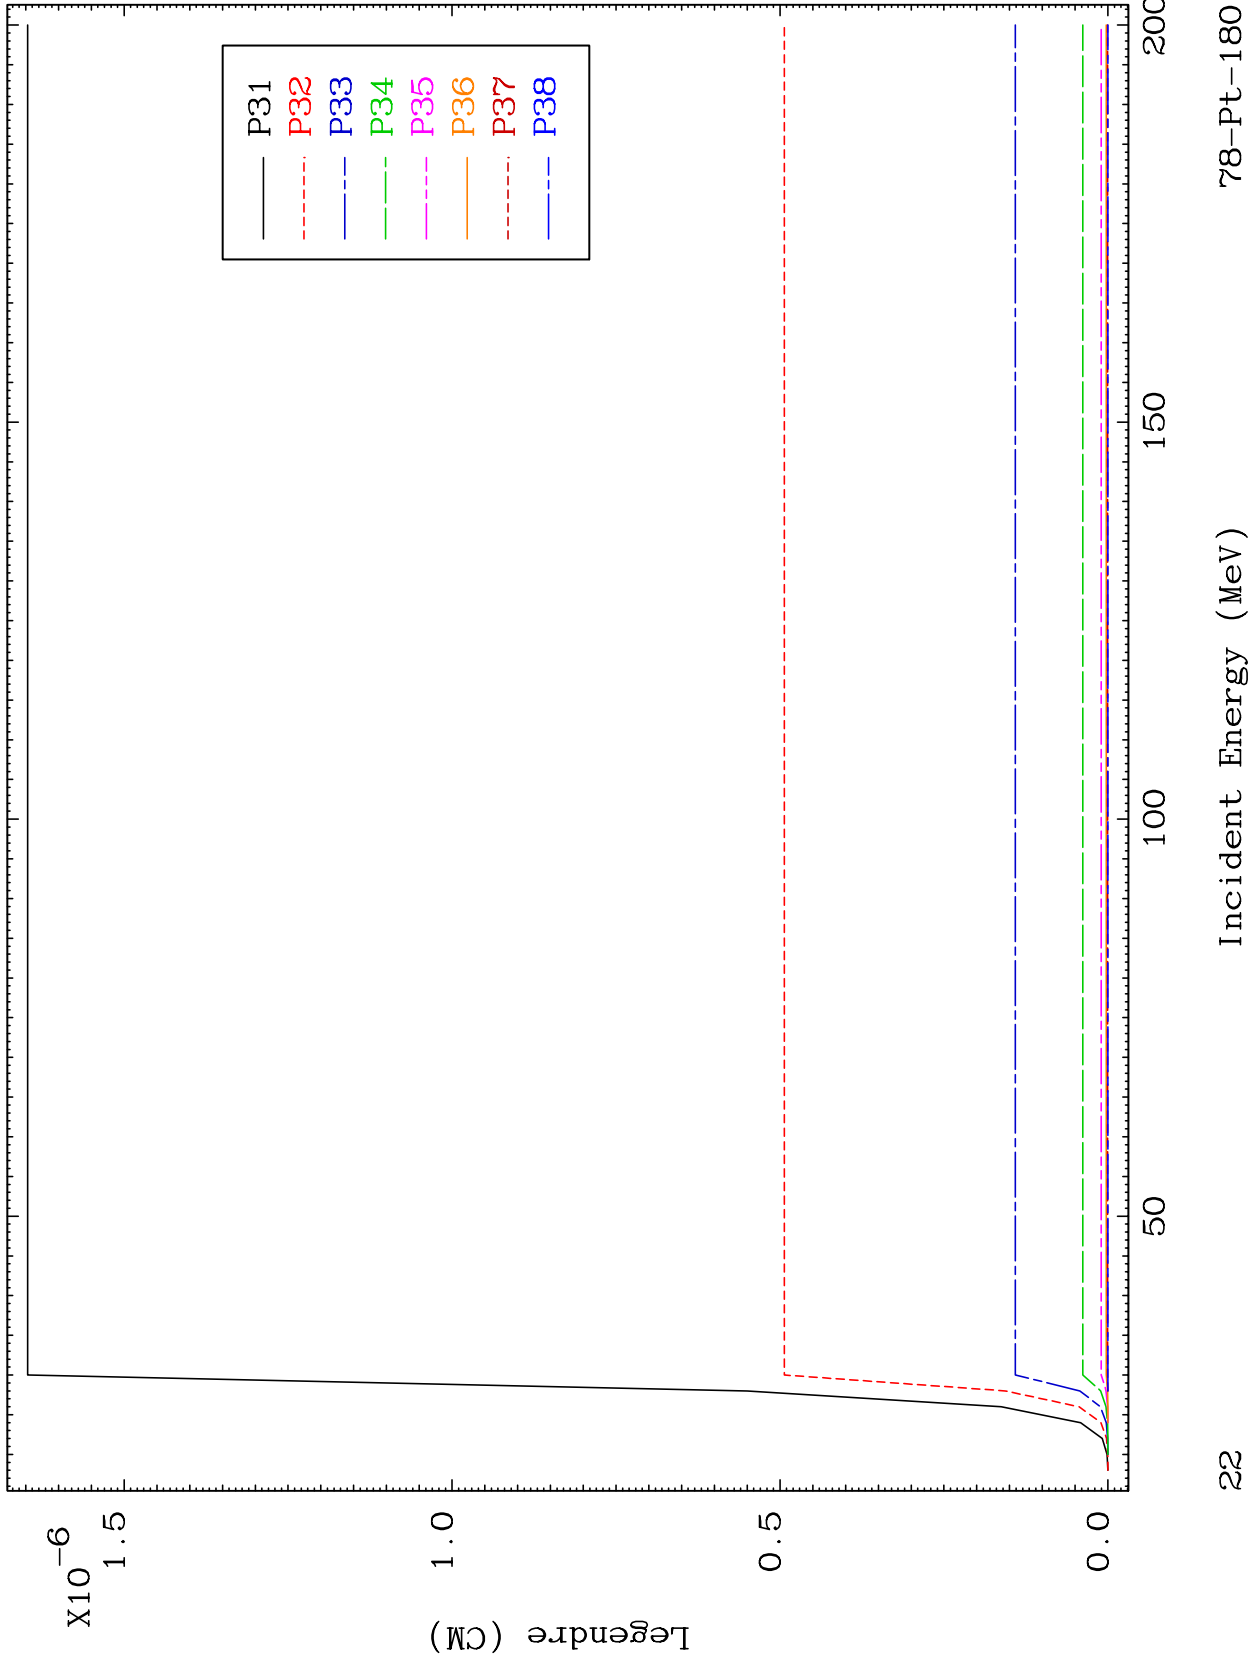 X10-6
1.5
1.0
0.5
0.0
Legendre (CM)
P31
P32
P33
P34
P35
P36
P37
P38
50
100
150
200
Incident Energy (MeV)
22
78-Pt-180